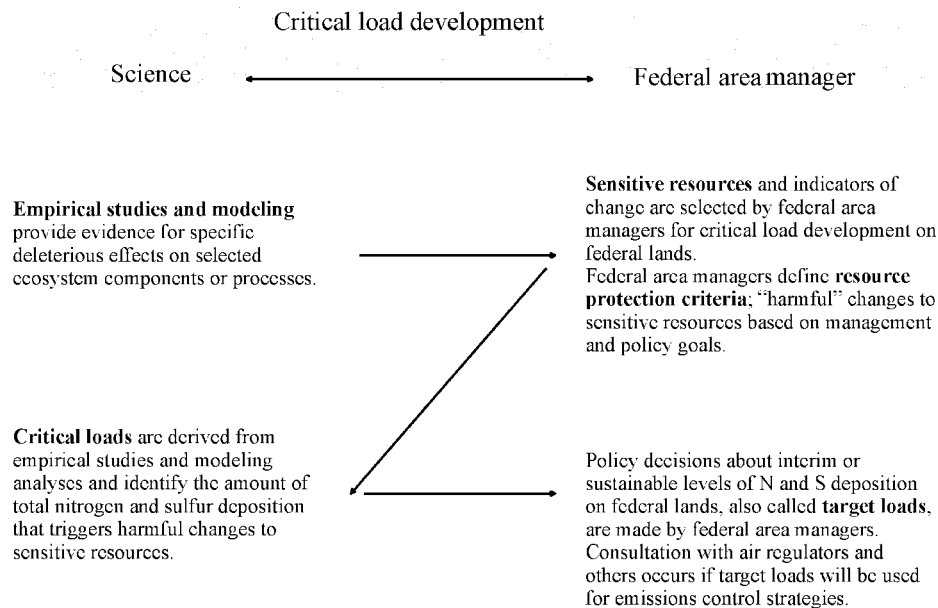 Critical load development
Science
Federal area manager
Empirical studies and modeling
provide evidence for specific
deleterious effects on selected
ecosystem components or processes.
Sensitive resources and indicators of
change are selected by federal area
managers for critical load development on
federal lands.
Federal area managers define resource
protection criteria; “harmful” changes to
sensitive resources based on management
and policy goals.
Critical loads are derived from
empirical studies and modeling
analyses and identify the amount of
total nitrogen and sulfur deposition
that triggers harmful changes to
sensitive resources.
Policy decisions about interim or
sustainable levels of N and S deposition
on federal lands, also called target loads,
are made by federal area managers.
Consultation with air regulators and
others occurs if target loads will be used
for emissions control strategies.